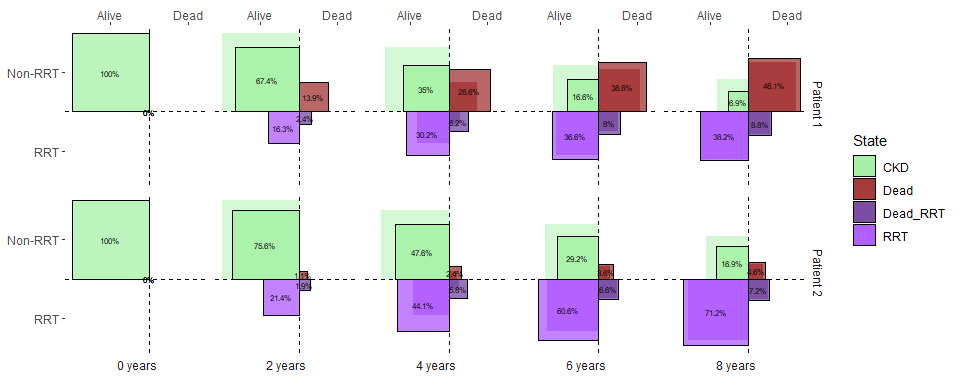 Alive Dead Alive Dead Alive Dead Alive Dead Alive Dead
Non-RRT
RRT
100%
0%
67.4%
13.9%
16.3%
2.4%
35%
28.6%
30.2%
6.2%
16.6%
38.8%
36.6%
8%
6.9%
46.1%
38.2%
8.8%
Patient 1
Non-RRT
RRT
100%
0%
75.6%
1.1%
21.4%
1.9%
47.6%
2.4%
44.1%
5.8%
29.2%
3.6%
60.6%
6.6%
16.9%
4.6%
71.2%
7.2%
Patient 2
0 years 2 years 4 years 6 years 8 years
State
CKD
Dead
Dead_RRT
RRT